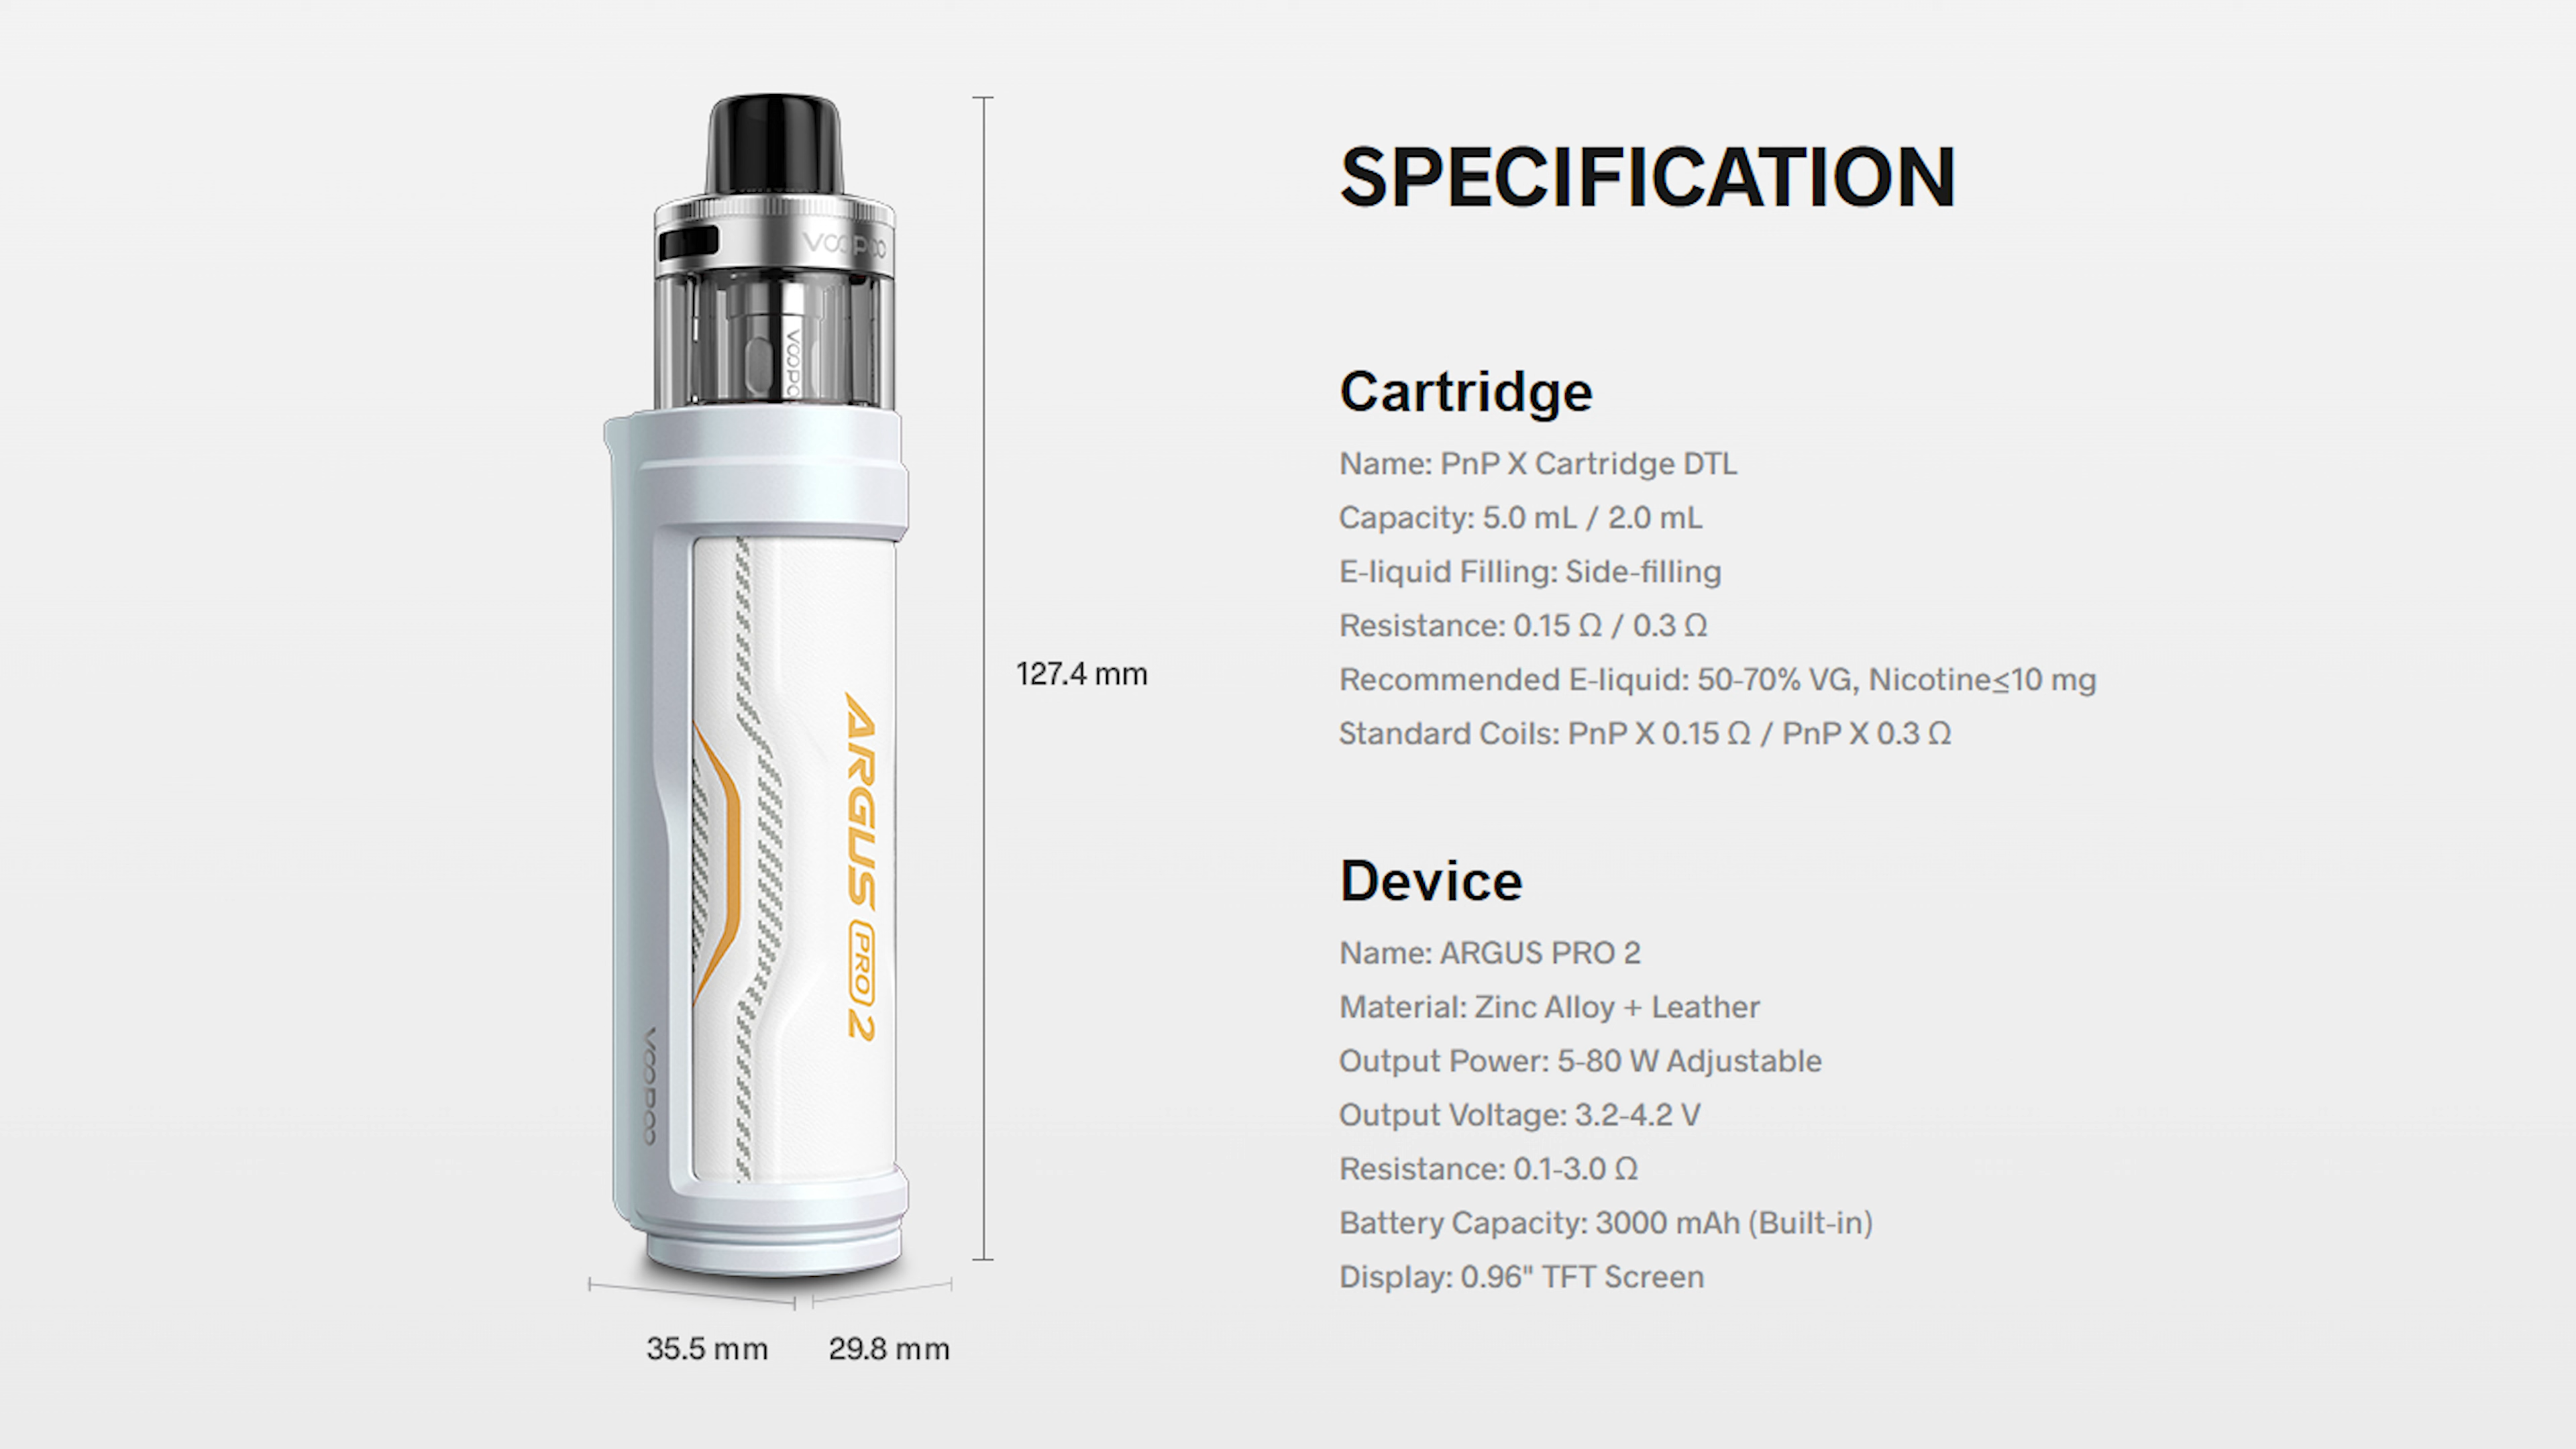 VOOPOO
VOOPOO
ARGUS PRO 2
VOOPOO
127.4 mm
35.5 mm
29.8 mm
SPECIFICATION
Cartridge
Name: PnP X Cartridge DTL
Capacity: 5.0 mL / 2.0 mL
E-liquid Filling: Side-filling
Resistance: 0.15 Ω / 0.3 Ω
Recommended E-liquid: 50-70% VG, Nicotine≤10 mg
Standard Coils: PnP X 0.15 Ω / PnP X 0.3 Ω
Device
Name: ARGUS PRO 2
Material: Zinc Alloy + Leather
Output Power: 5-80 W Adjustable
Output Voltage: 3.2-4.2 V
Resistance: 0.1-3.0 Ω
Battery Capacity: 3000 mAh (Built-in)
Display: 0.96" TFT Screen